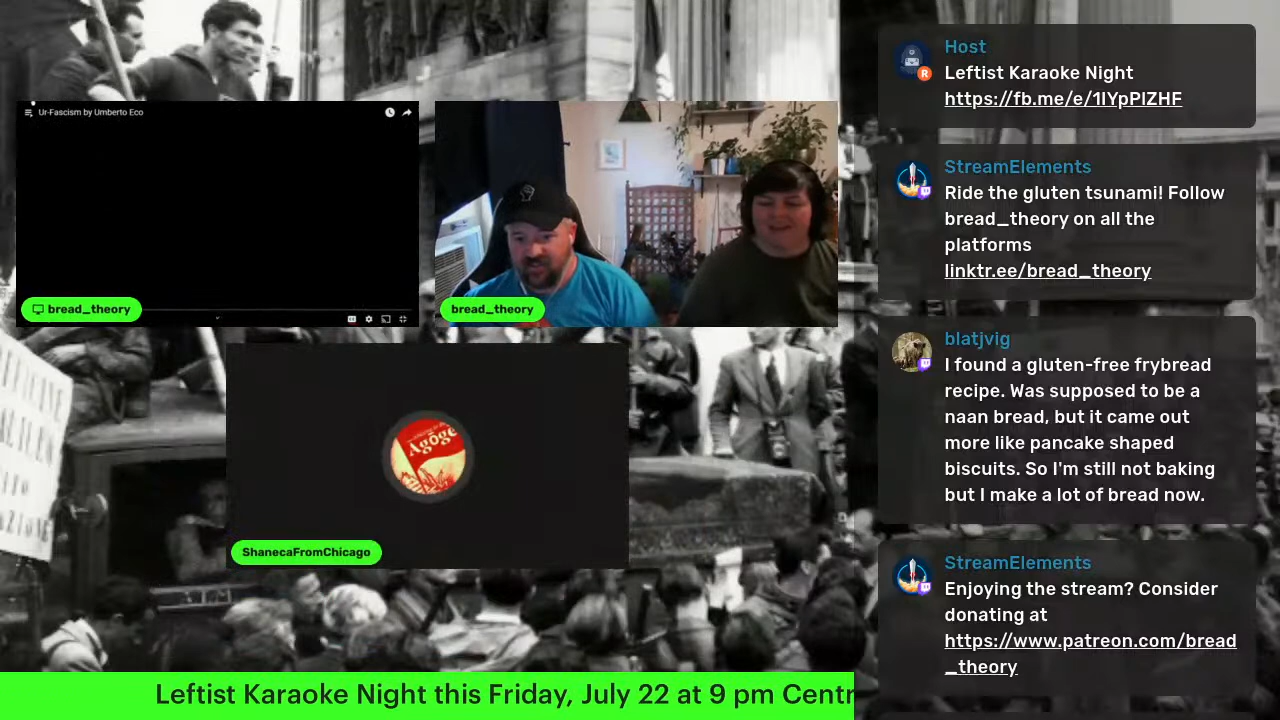 Ur-Fascism by Umberto Eco
bread_theory
bread_theory
Agōge
ShanecaFromChicago
Leftist Karaoke Night this Friday, July 22 at 9 pm Centr
Host
Leftist Karaoke Night
https://fb.me/e/1IYpPIZHF
StreamElements
Ride the gluten tsunami! Follow
bread_theory on all the
platforms
linktr.ee/bread_theory
blatjvig
I found a gluten-free frybread
recipe. Was supposed to be a
naan bread, but it came out
more like pancake shaped
biscuits. So I'm still not baking
but I make a lot of bread now.
StreamElements
Enjoying the stream? Consider
donating at
https://www.patreon.com/bread
_theory